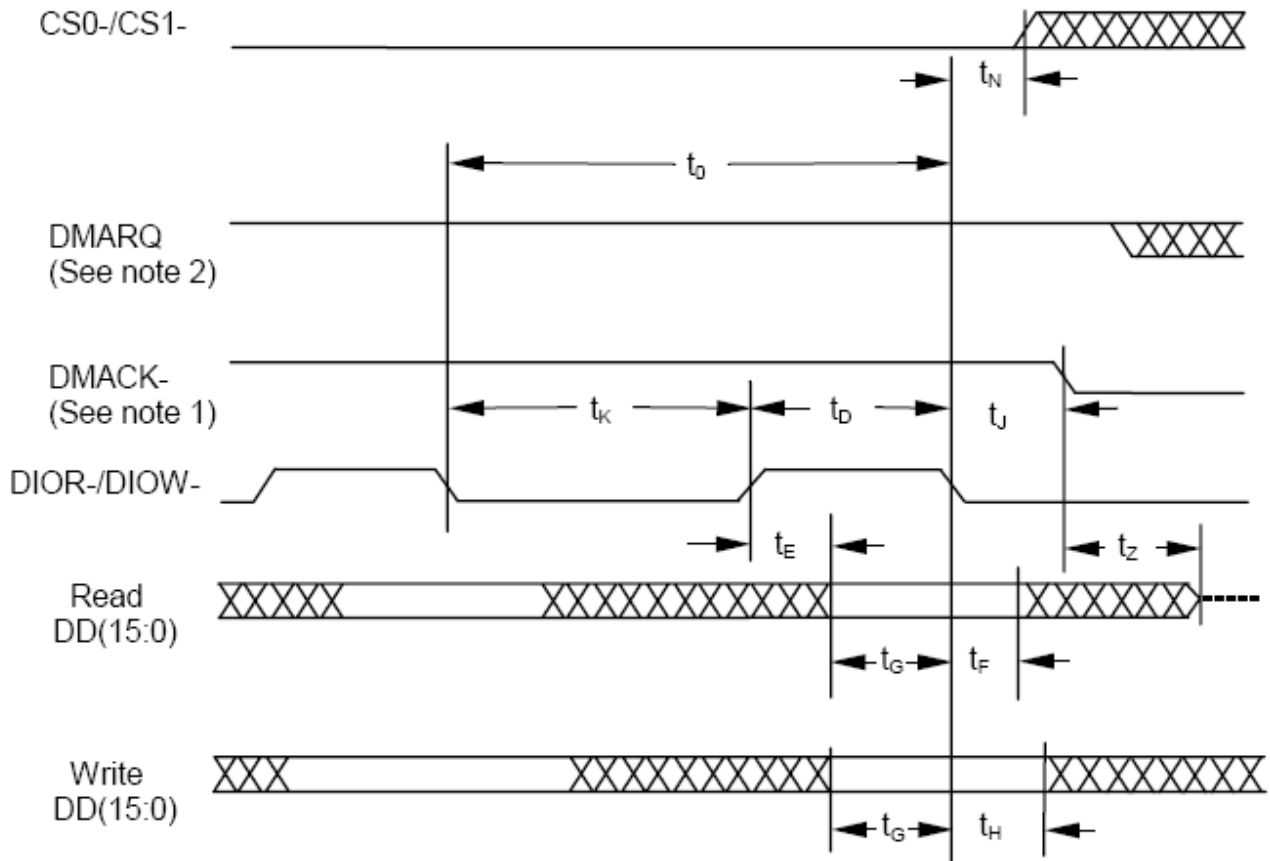 CS0-/CS1-
tN
t0
DMARQ
(See note 2)
DMACK-
(See note 1)
tK
tD
tJ
DIOR-/DIOW-
tE
tZ
Read
DD(15:0)
tG
tF
Write
DD(15:0)
tG
tH